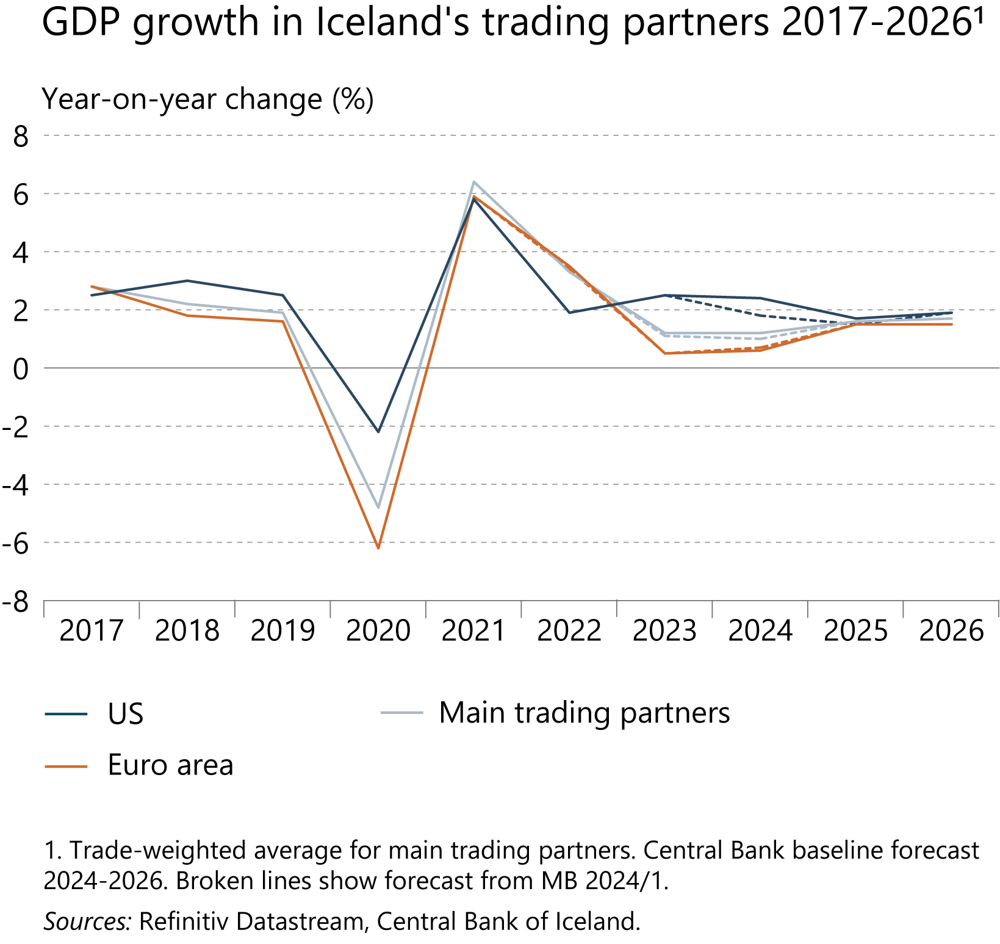 GDP growth in Iceland's trading partners 2017-2026¹
Year-on-year change (%)
8
6
4
2
0
-2
-4
-6
-8
2017 2018 2019 2020 2021 2022 2023 2024 2025 2026
US
Main trading partners
Euro area
1. Trade-weighted average for main trading partners. Central Bank baseline forecast
2024-2026. Broken lines show forecast from MB 2024/1.
Sources: Refinitiv Datastream, Central Bank of Iceland.